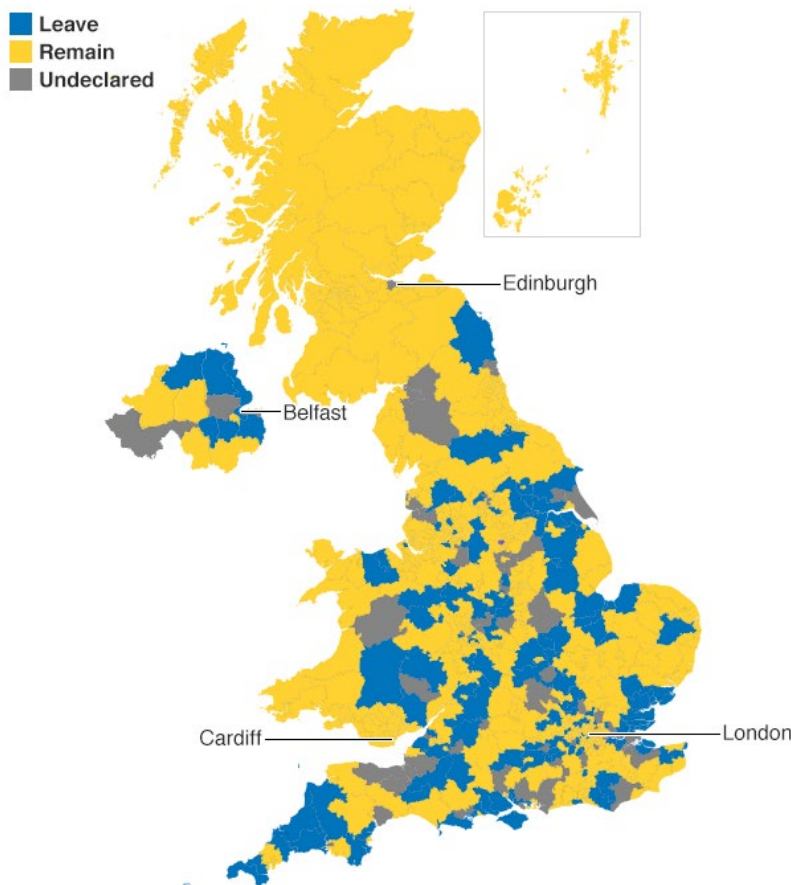 Leave
Remain
Undeclared
Edinburgh
Belfast
Cardiff
London